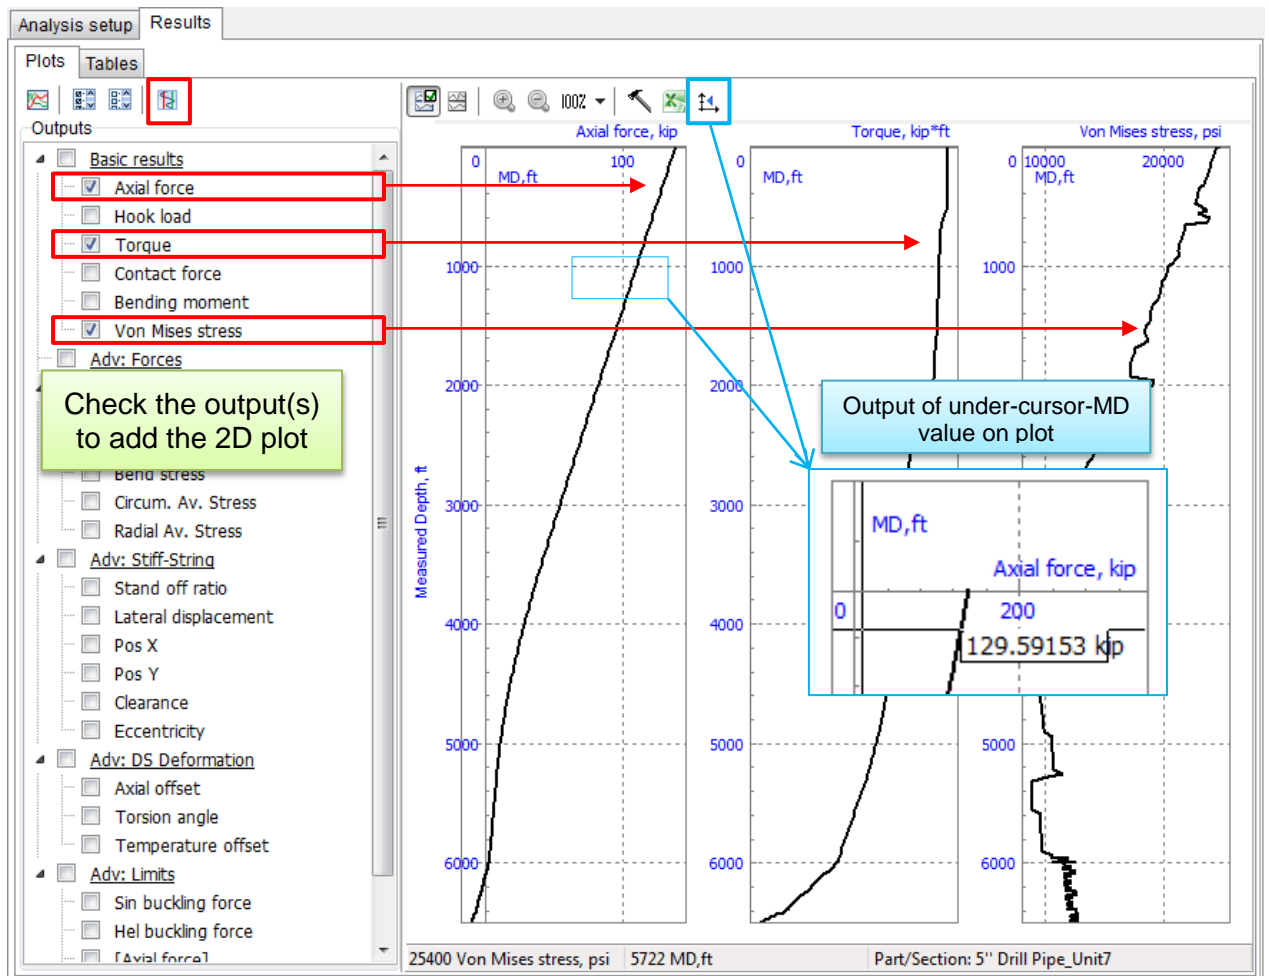 Analysis setup
Results
Plots
Tables
100%
Outputs
Basic results
Axial force
Hook load
Torque
Contact force
Bending moment
Von Mises stress
Adv: Forces
Check the output(s)
to add the 2D plot
Bend stress
Circum. Av. Stress
Radial Av. Stress
Adv: Stiff-String
Stand off ratio
Lateral displacement
Pos X
Pos Y
Clearance
Eccentricity
Adv: DS Deformation
Axial offset
Torsion angle
Temperature offset
Adv: Limits
Sin buckling force
Hel buckling force
[Axial force]
Axial force, kip
0 100
MD,ft
1000
2000
3000
4000
5000
6000
Measured Depth, ft
Torque, kip*ft
0
MD,ft
1000
2000
3000
4000
5000
6000
Von Mises stress, psi
0 10000 20000
MD,ft
1000
5000
6000
Output of under-cursor-MD
value on plot
MD,ft
Axial force, kip
0 200
129.59153 kip
25400 Von Mises stress, psi 5722 MD,ft Part/Section: 5'' Drill Pipe_Unit7